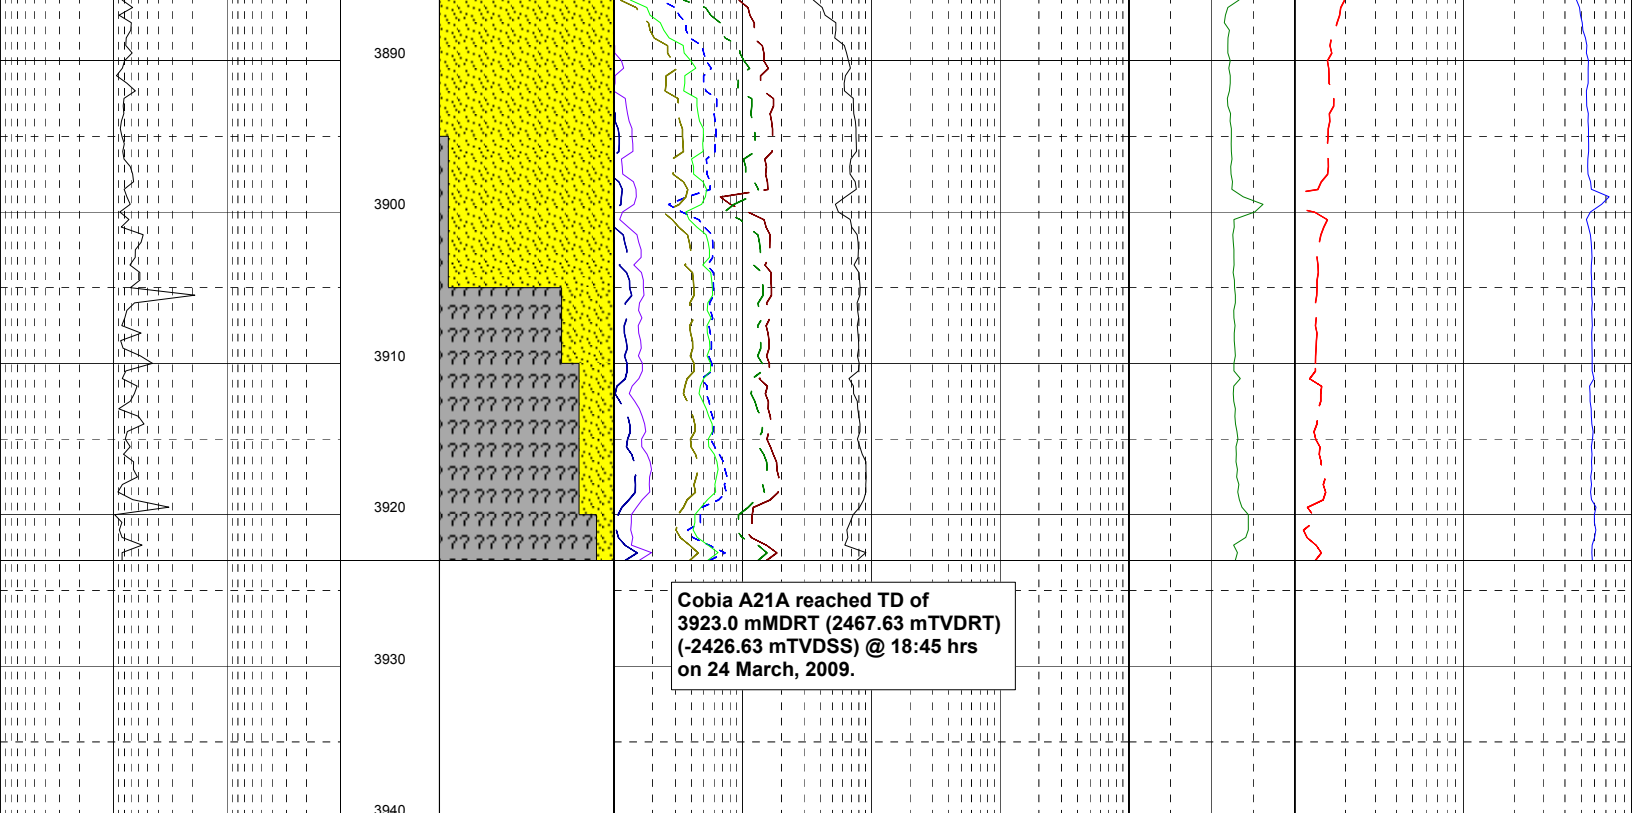 3890
3900
3910
?? ?? ?? ?? ??
?? ?? ?? ?? ??
?? ?? ?? ?? ??
?? ?? ?? ?? ??
?? ?? ?? ?? ??
?? ?? ?? ?? ??
?? ?? ?? ?? ??
?? ?? ?? ?? ??
?? ?? ?? ?? ??
3920
?? ?? ?? ?? ?? ??
?? ?? ?? ?? ?? ??
Cobia A21A reached TD of
3923.0 mMDRT (2467.63 mTVDRT)
(-2426.63 mTVDSS) @ 18:45 hrs
on 24 March, 2009.
3930
3940